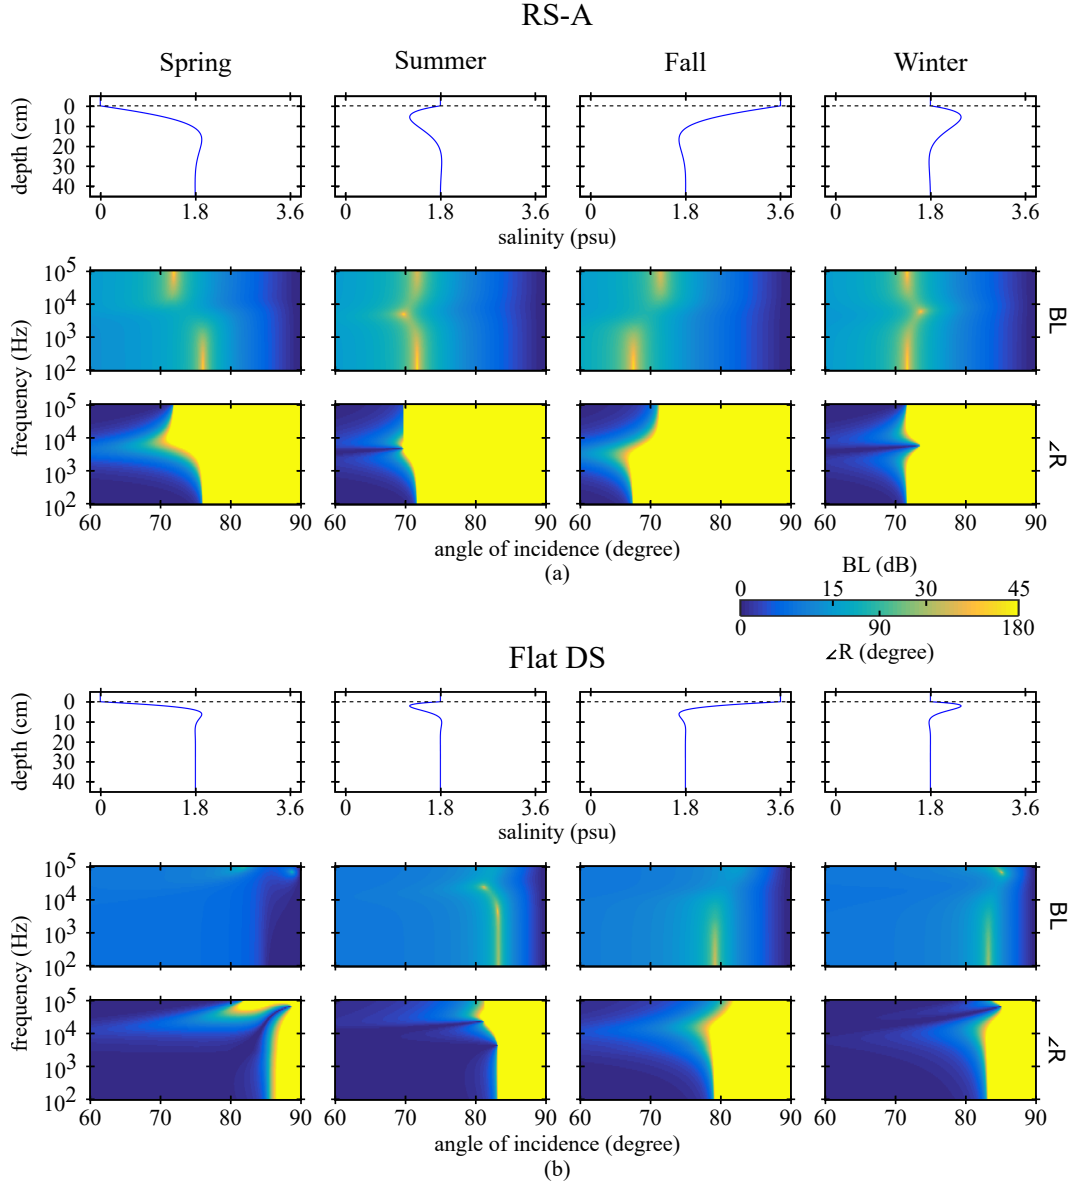 RS-A
Spring Summer Fall Winter
depth (cm)
0
10
20
30
40
0 1.8 3.6 0 1.8 3.6 0 1.8 3.6 0 1.8 3.6
salinity (psu)
frequency (Hz)
10^5
10^4
10^3
10^2
BL
10^5
10^4
10^3
10^2
∠R
60 70 80 90 60 70 80 90 60 70 80 90 60 70 80 90
angle of incidence (degree)
(a)
BL (dB)
0 15 30 45
0 90 180
∠R (degree)
Flat DS
depth (cm)
0
10
20
30
40
0 1.8 3.6 0 1.8 3.6 0 1.8 3.6 0 1.8 3.6
salinity (psu)
frequency (Hz)
10^5
10^4
10^3
10^2
BL
10^5
10^4
10^3
10^2
∠R
60 70 80 90 60 70 80 90 60 70 80 90 60 70 80 90
angle of incidence (degree)
(b)